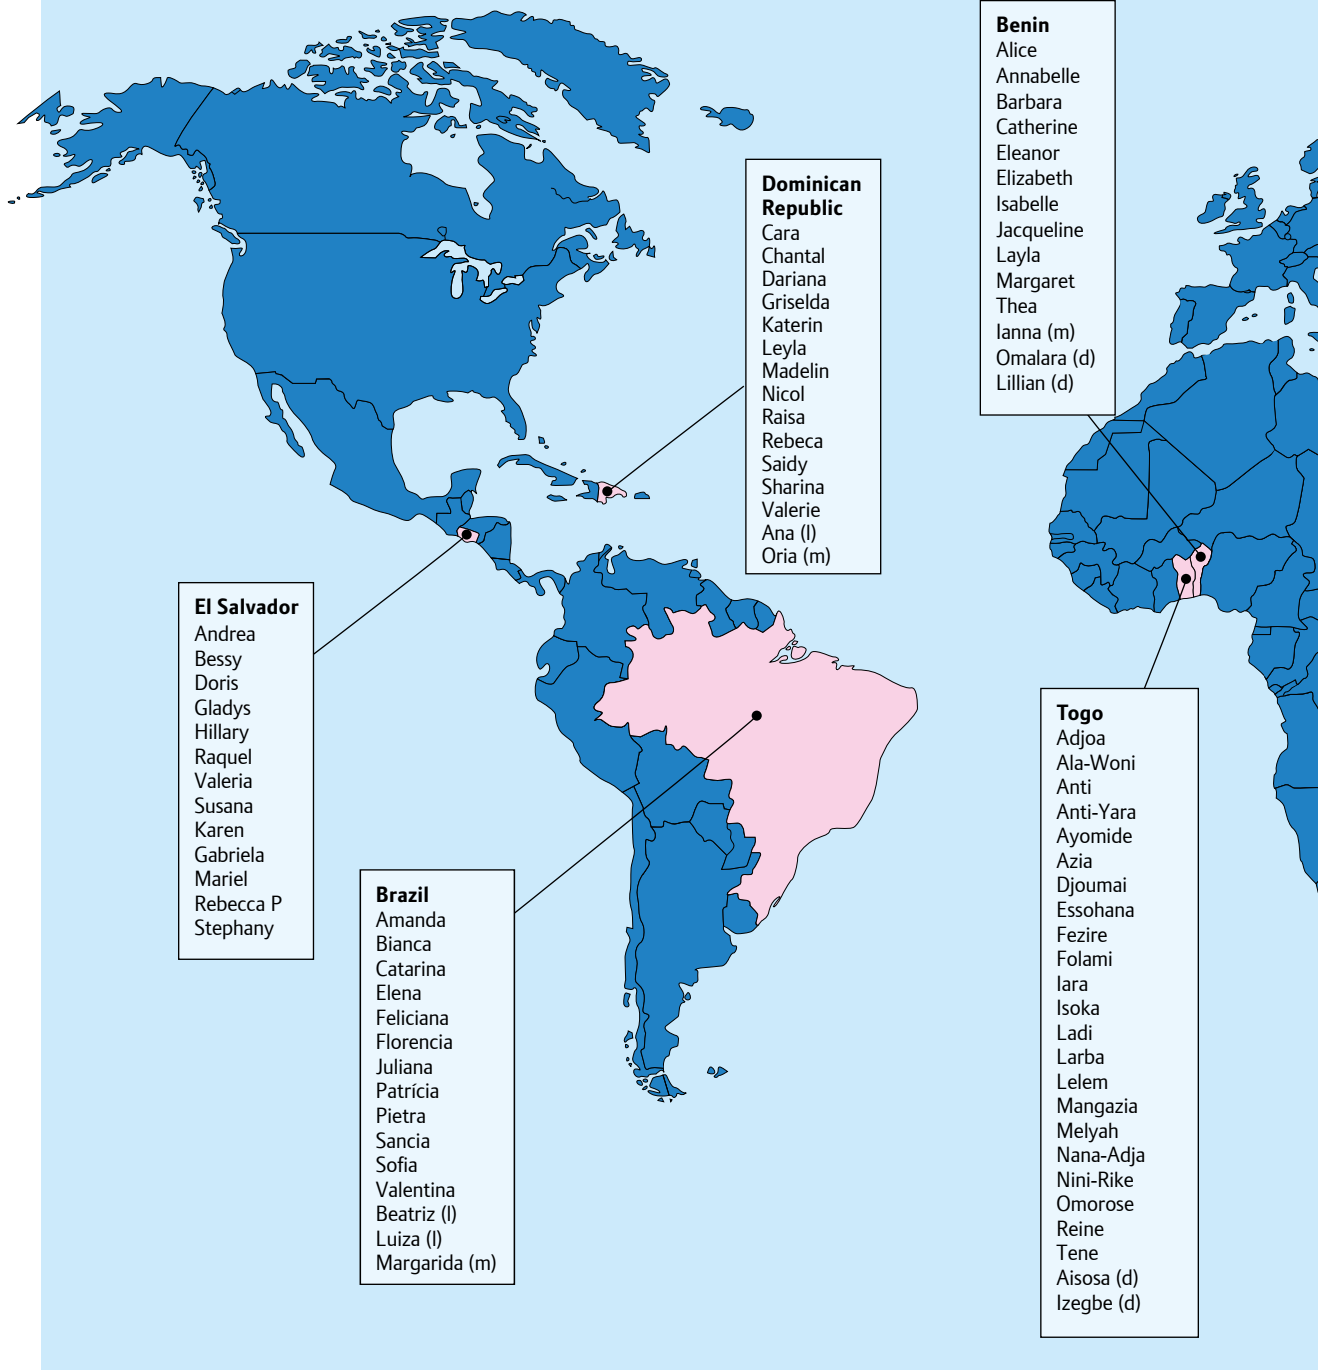 Benin
Alice
Annabelle
Barbara
Catherine
Eleanor
Elizabeth
Isabelle
Jacqueline
Layla
Margaret
Thea
Ianna (m)
Omalara (d)
Lillian (d)
Dominican
Republic
Cara
Chantal
Dariana
Griselda
Katerin
Leyla
Madelin
Nicol
Raisa
Rebeca
Saidy
Sharina
Valerie
Ana (l)
Oria (m)
El Salvador
Andrea
Bessy
Doris
Gladys
Hillary
Raquel
Valeria
Susana
Karen
Gabriela
Mariel
Rebecca P
Stephany
Brazil
Amanda
Bianca
Catarina
Elena
Feliciana
Florencia
Juliana
Patrícia
Pietra
Sancia
Sofia
Valentina
Beatriz (l)
Luiza (l)
Margarida (m)
Togo
Adjoa
Ala-Woni
Anti
Anti-Yara
Ayomide
Azia
Djoumai
Essohana
Fezire
Folami
Iara
Isoka
Ladi
Larba
Lelem
Mangazia
Melyah
Nana-Adja
Nini-Rike
Omorose
Reine
Tene
Aisosa (d)
Izegbe (d)